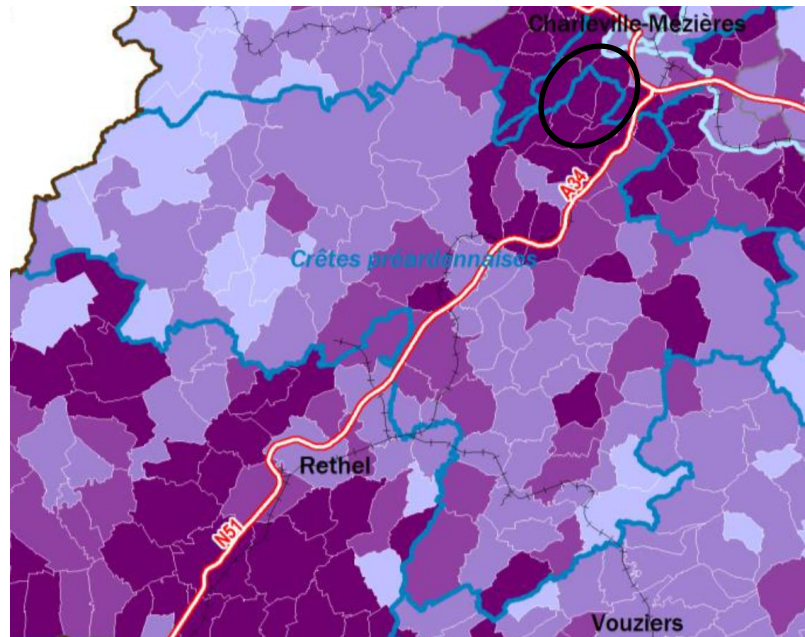 Charleville-Mézières
A34
Crêtes préardennaises
Rethel
N51
Vouziers